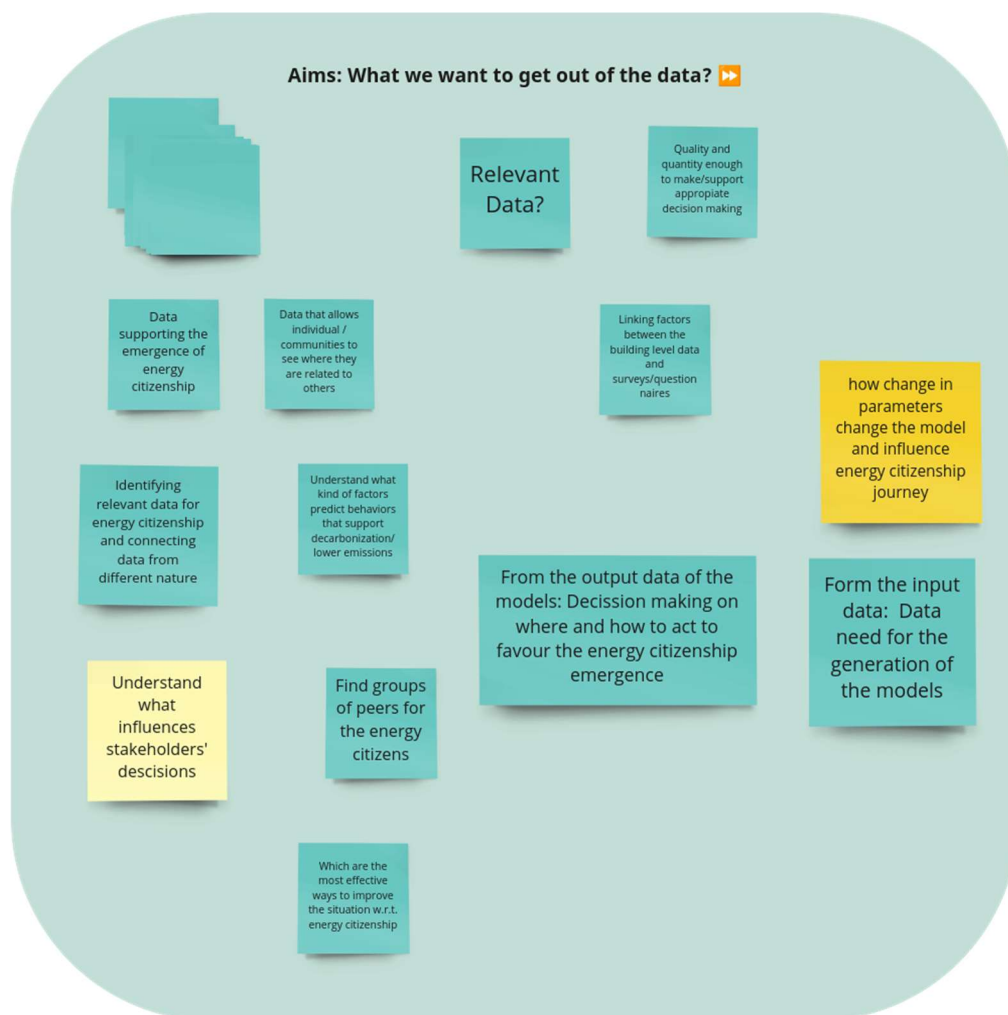 Aims: What we want to get out of the data? ⏩
Relevant
Data?
Quality and
quantity enough
to make/support
appropiate
decision making
Data
supporting the
emergence of
energy
citizenship
Data that allows
individual /
communities to
see where they
are related to
others
Linking factors
between the
building level data
and
surveys/question
naires
how change in
parameters
change the model
and influence
energy citizenship
journey
Identifying
relevant data for
energy citizenship
and connecting
data from
different nature
Understand what
kind of factors
predict behaviors
that support
decarbonization/
lower emissions
From the output data of the
models: Decission making on
where and how to act to
favour the energy citizenship
emergence
Form the input
data:  Data
need for the
generation of
the models
Understand
what
influences
stakeholders'
descisions
Find groups
of peers for
the energy
citizens
Which are the
most effective
ways to improve
the situation w.r.t.
energy citizenship